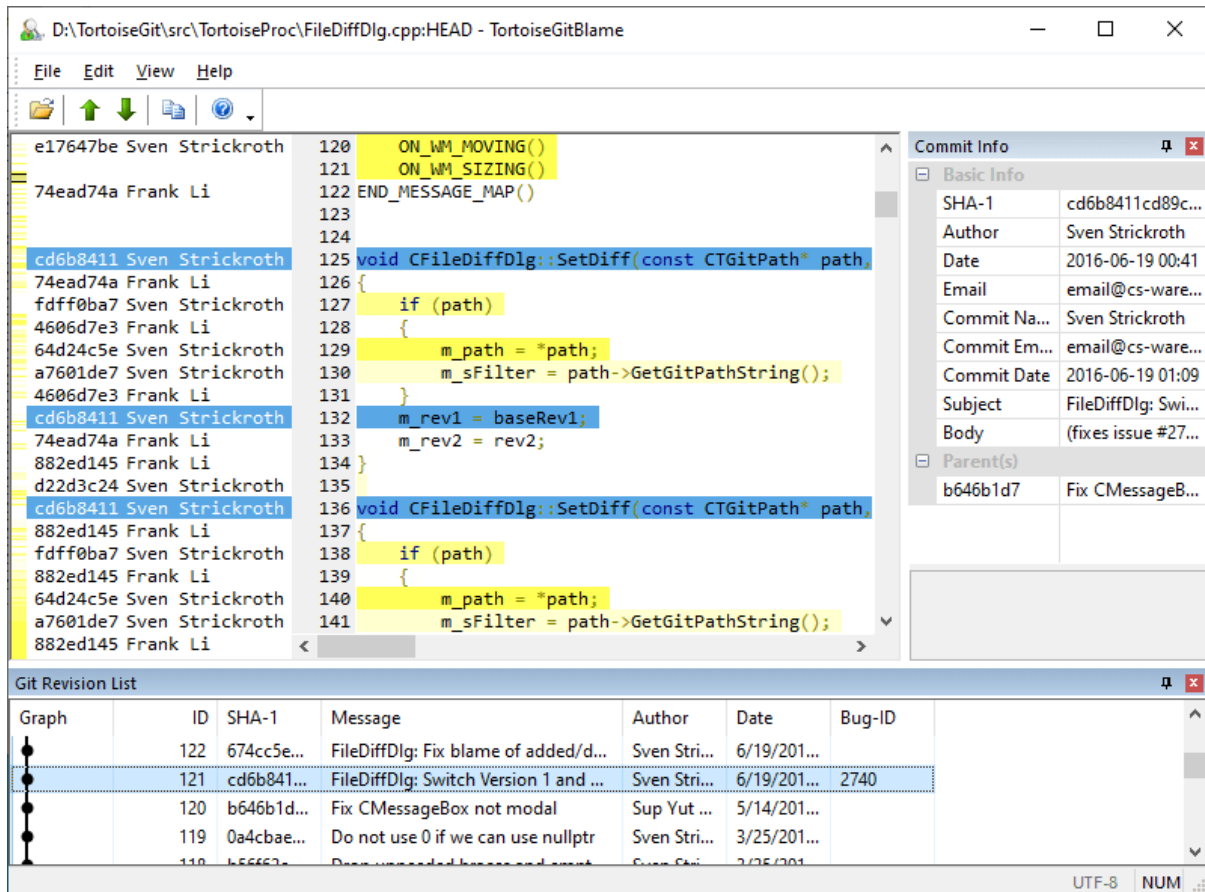 D:\TortoiseGit\src\TortoiseProc\FileDiffDlg.cpp:HEAD - TortoiseGitBlame
File Edit View Help
e17647be Sven Strickroth 120 ON_WM_MOVING()
121 ON_WM_SIZING()
74ead74a Frank Li 122 END_MESSAGE_MAP()
123
124
cd6b8411 Sven Strickroth 125 void CFileDiffDlg::SetDiff(const CTGitPath* path,
74ead74a Frank Li 126 {
fdff0ba7 Sven Strickroth 127 if (path)
4606d7e3 Frank Li 128 {
64d24c5e Sven Strickroth 129 m_path = *path;
a7601de7 Sven Strickroth 130 m_sFilter = path->GetGitPathString();
4606d7e3 Frank Li 131 }
cd6b8411 Sven Strickroth 132 m_rev1 = baseRev1;
74ead74a Frank Li 133 m_rev2 = rev2;
882ed145 Frank Li 134 }
d22d3c24 Sven Strickroth 135
cd6b8411 Sven Strickroth 136 void CFileDiffDlg::SetDiff(const CTGitPath* path,
882ed145 Frank Li 137 {
fdff0ba7 Sven Strickroth 138 if (path)
882ed145 Frank Li 139 {
64d24c5e Sven Strickroth 140 m_path = *path;
a7601de7 Sven Strickroth 141 m_sFilter = path->GetGitPathString();
882ed145 Frank Li
Commit Info
Basic Info
SHA-1 cd6b8411cd89c...
Author Sven Strickroth
Date 2016-06-19 00:41
Email email@cs-ware...
Commit Na... Sven Strickroth
Commit Em... email@cs-ware...
Commit Date 2016-06-19 01:09
Subject FileDiffDlg: Swi...
Body (fixes issue #27...
Parent(s)
b646b1d7 Fix CMessageB...
Git Revision List
Graph ID SHA-1 Message Author Date Bug-ID
122 674cc5e... FileDiffDlg: Fix blame of added/d... Sven Stri... 6/19/201...
121 cd6b841... FileDiffDlg: Switch Version 1 and ... Sven Stri... 6/19/201... 2740
120 b646b1d... Fix CMessageBox not modal Sup Yut ... 5/14/201...
119 0a4cbae... Do not use 0 if we can use nullptr Sven Stri... 3/25/201...
UTF-8 NUM